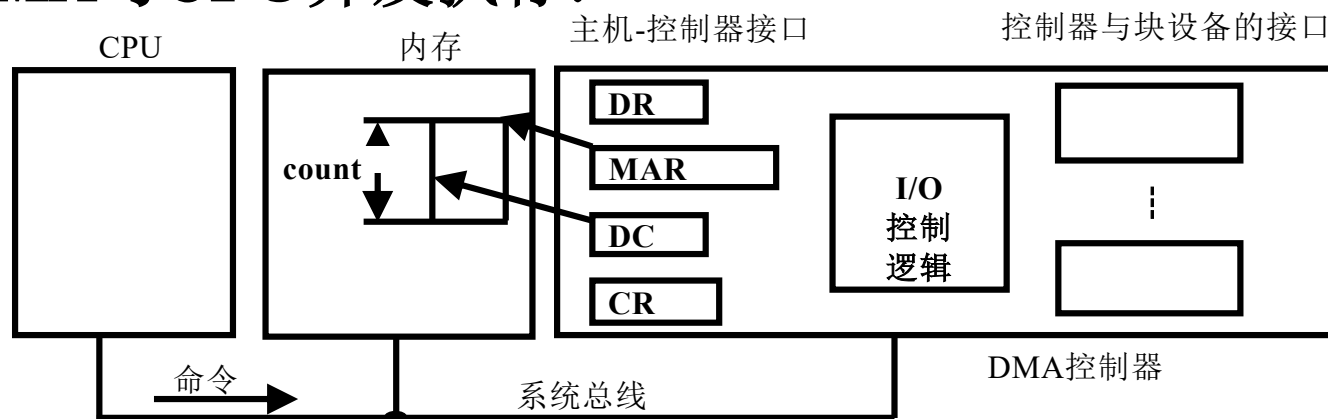 CPU
内存
主机-控制器接口
控制器与块设备的接口
DR
count
MAR
I/O
控制
逻辑
DC
CR
DMA控制器
命令
系统总线